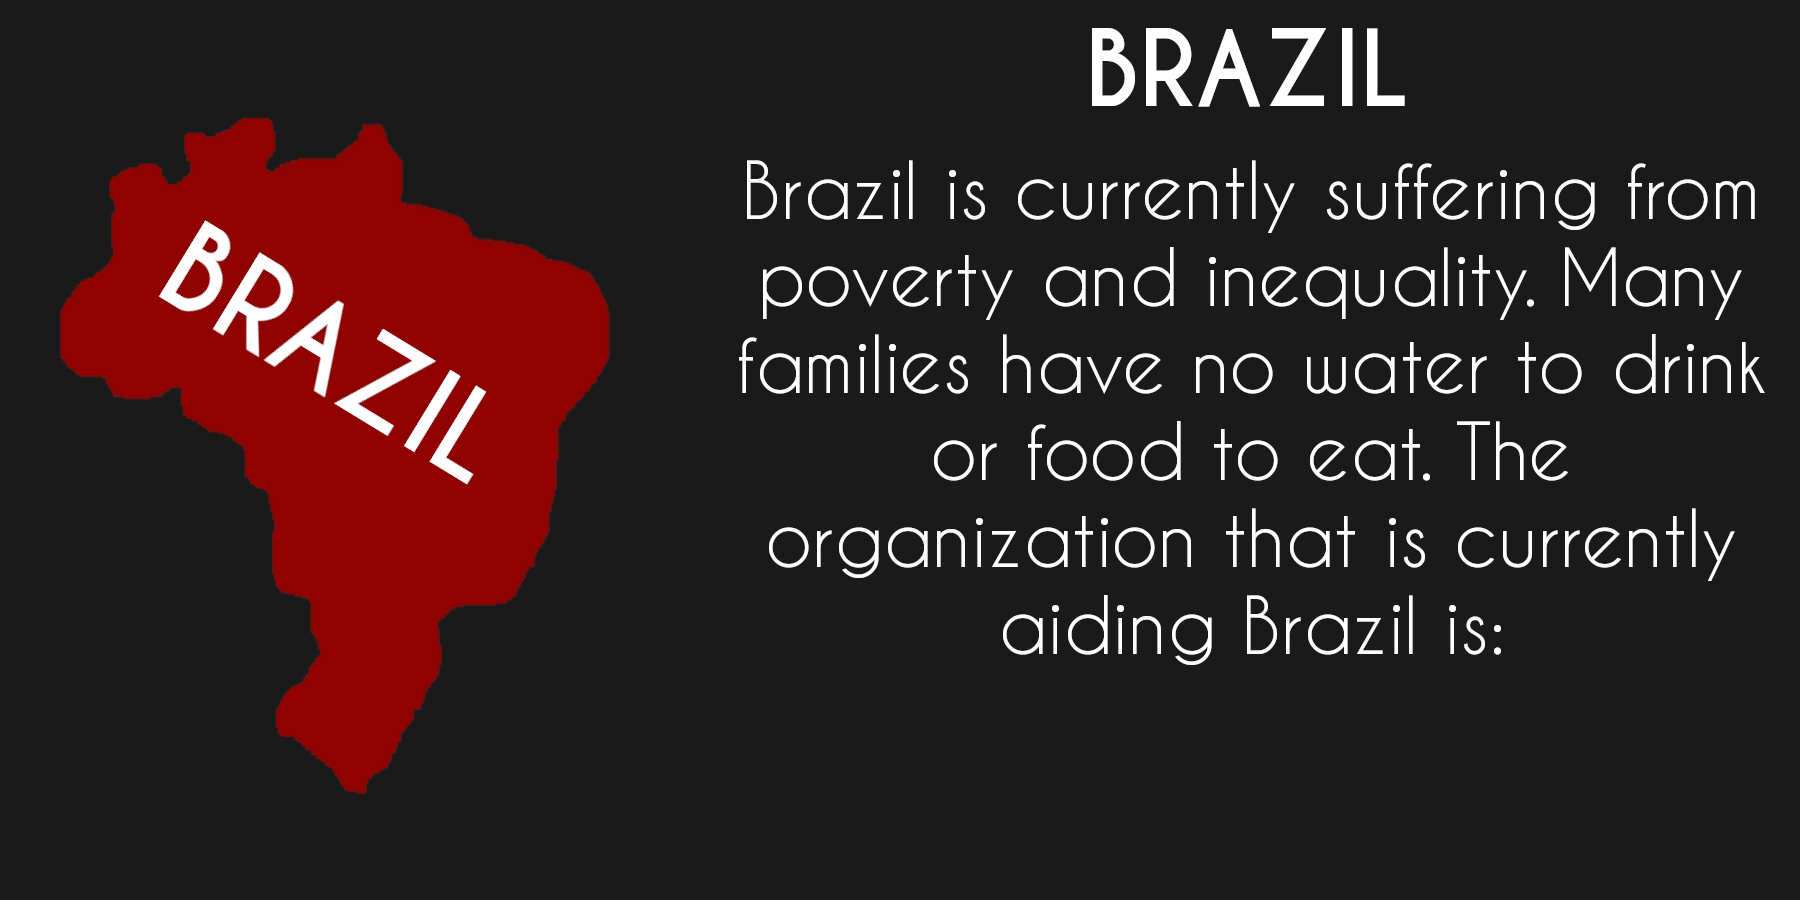 BRAZIL
BRAZIL
Brazil is currently suffering from
poverty and inequality. Many
families have no water to drink
or food to eat. The
organization that is currently
aiding Brazil is: